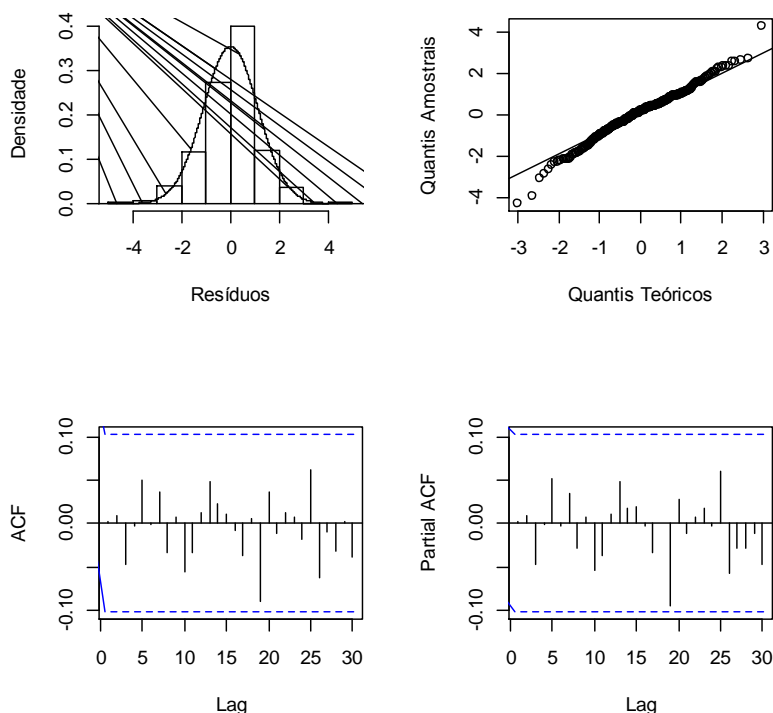 Densidade
0.0 0.1 0.2 0.3 0.4
-4 -2 0 2 4
Resíduos
Quantis Amostrais
-4 -2 0 2 4
-3 -2 -1 0 1 2 3
Quantis Teóricos
ACF
-0.10 0.00 0.10
0 5 10 15 20 25 30
Lag
Partial ACF
-0.10 0.00 0.10
0 5 10 15 20 25 30
Lag